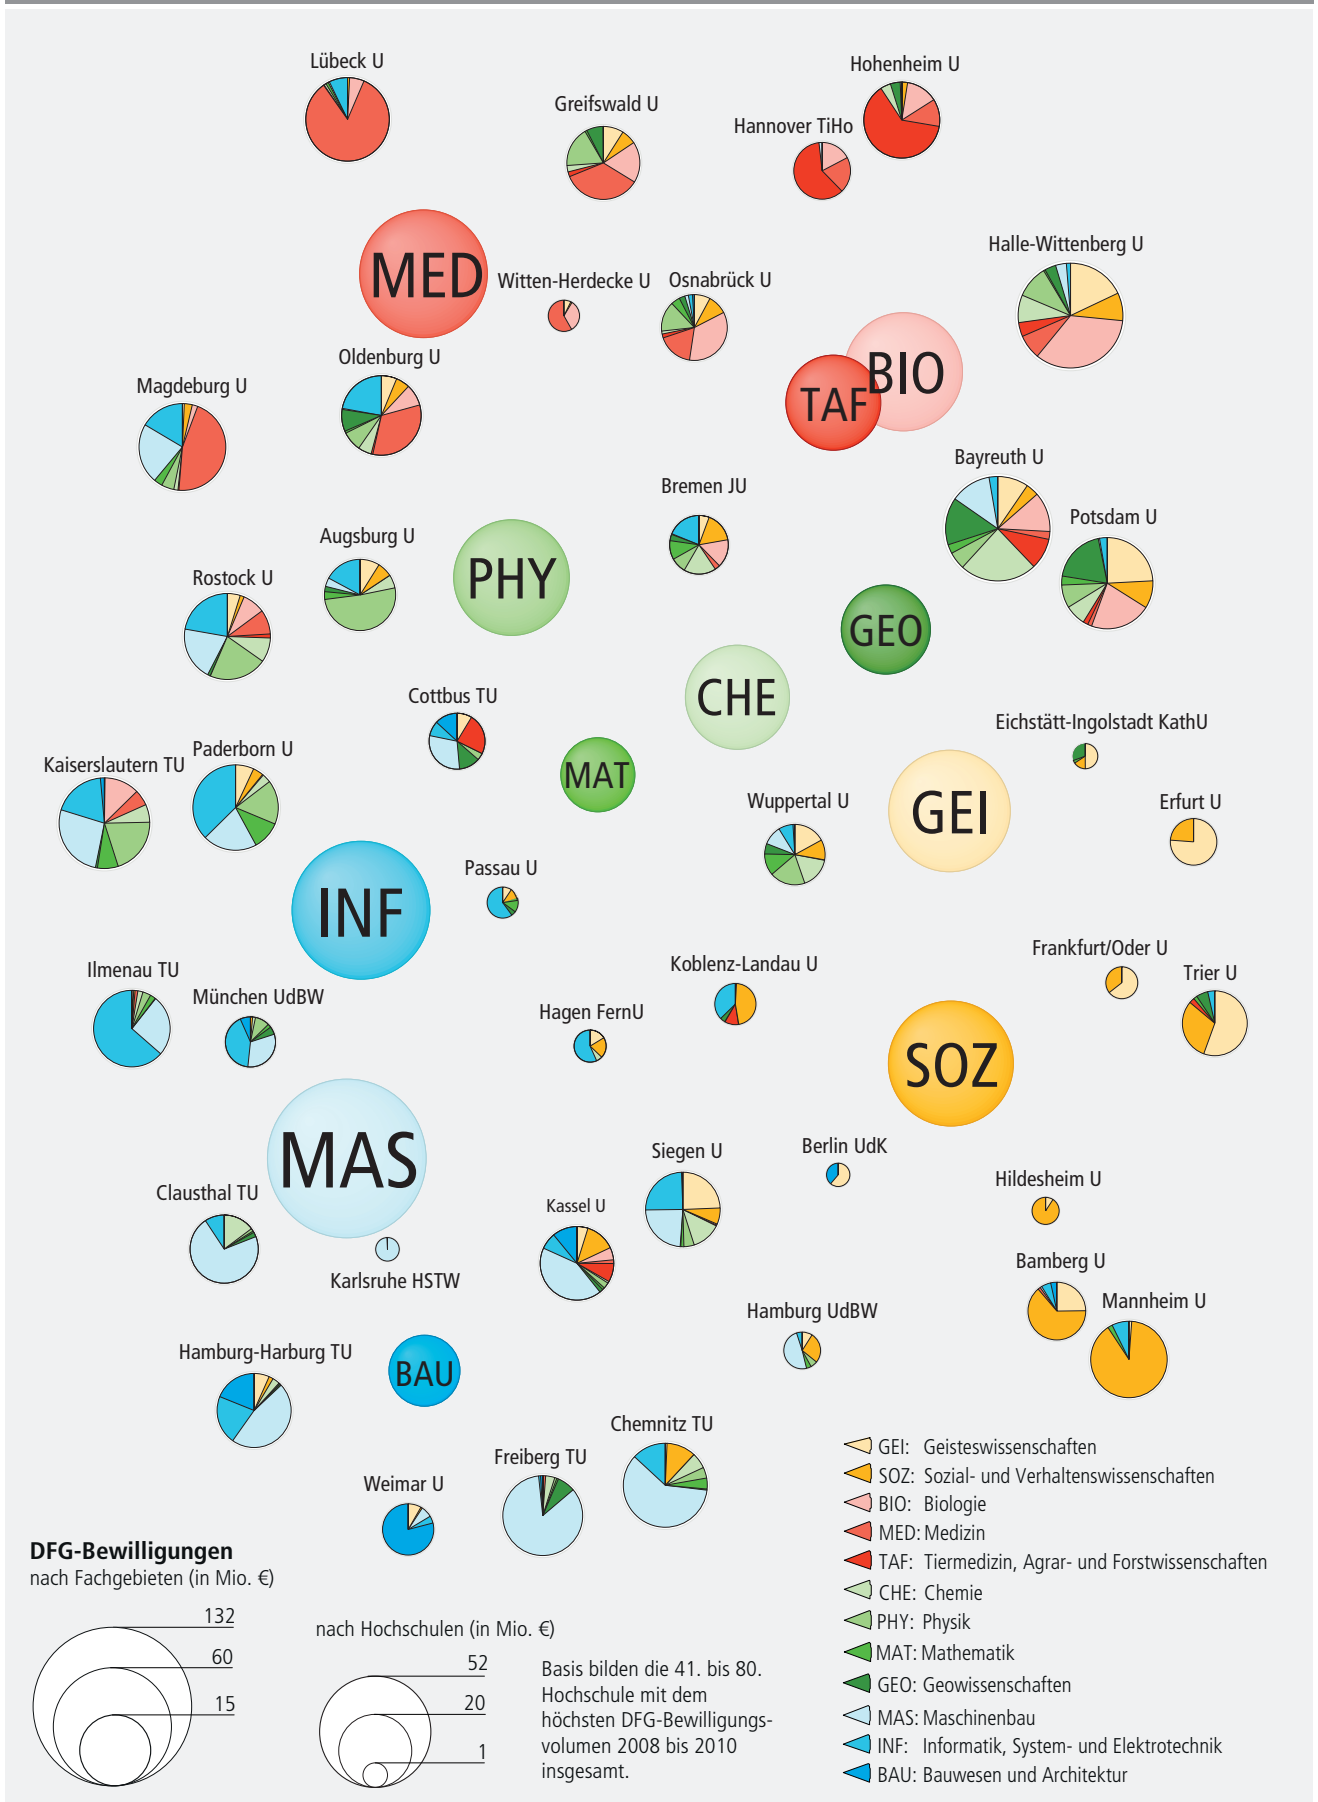 Lübeck U
Hohenheim U
Greifswald U
Hannover TiHo
Halle-Wittenberg U
MED
Witten-Herdecke U
Osnabrück U
BIO
TAF
Oldenburg U
Magdeburg U
Bayreuth U
Bremen JU
Potsdam U
Augsburg U
PHY
Rostock U
GEO
CHE
Cottbus TU
Eichstätt-Ingolstadt KathU
Paderborn U
Kaiserslautern TU
MAT
Wuppertal U
GEI
Erfurt U
Passau U
INF
Frankfurt/Oder U
Koblenz-Landau U
Trier U
Ilmenau TU
München UdBW
Hagen FernU
SOZ
MAS
Berlin UdK
Siegen U
Hildesheim U
Clausthal TU
Kassel U
Karlsruhe HSTW
Bamberg U
Mannheim U
Hamburg UdBW
Hamburg-Harburg TU
BAU
Chemnitz TU
Freiberg TU
Weimar U
GEI: Geisteswissenschaften
SOZ: Sozial- und Verhaltenswissenschaften
BIO: Biologie
MED: Medizin
TAF: Tiermedizin, Agrar- und Forstwissenschaften
CHE: Chemie
PHY: Physik
MAT: Mathematik
GEO: Geowissenschaften
MAS: Maschinenbau
INF: Informatik, System- und Elektrotechnik
BAU: Bauwesen und Architektur
DFG-Bewilligungen
nach Fachgebieten (in Mio. €)
132
60
15
nach Hochschulen (in Mio. €)
52
20
1
Basis bilden die 41. bis 80.
Hochschule mit dem
höchsten DFG-Bewilligungs-
volumen 2008 bis 2010
insgesamt.